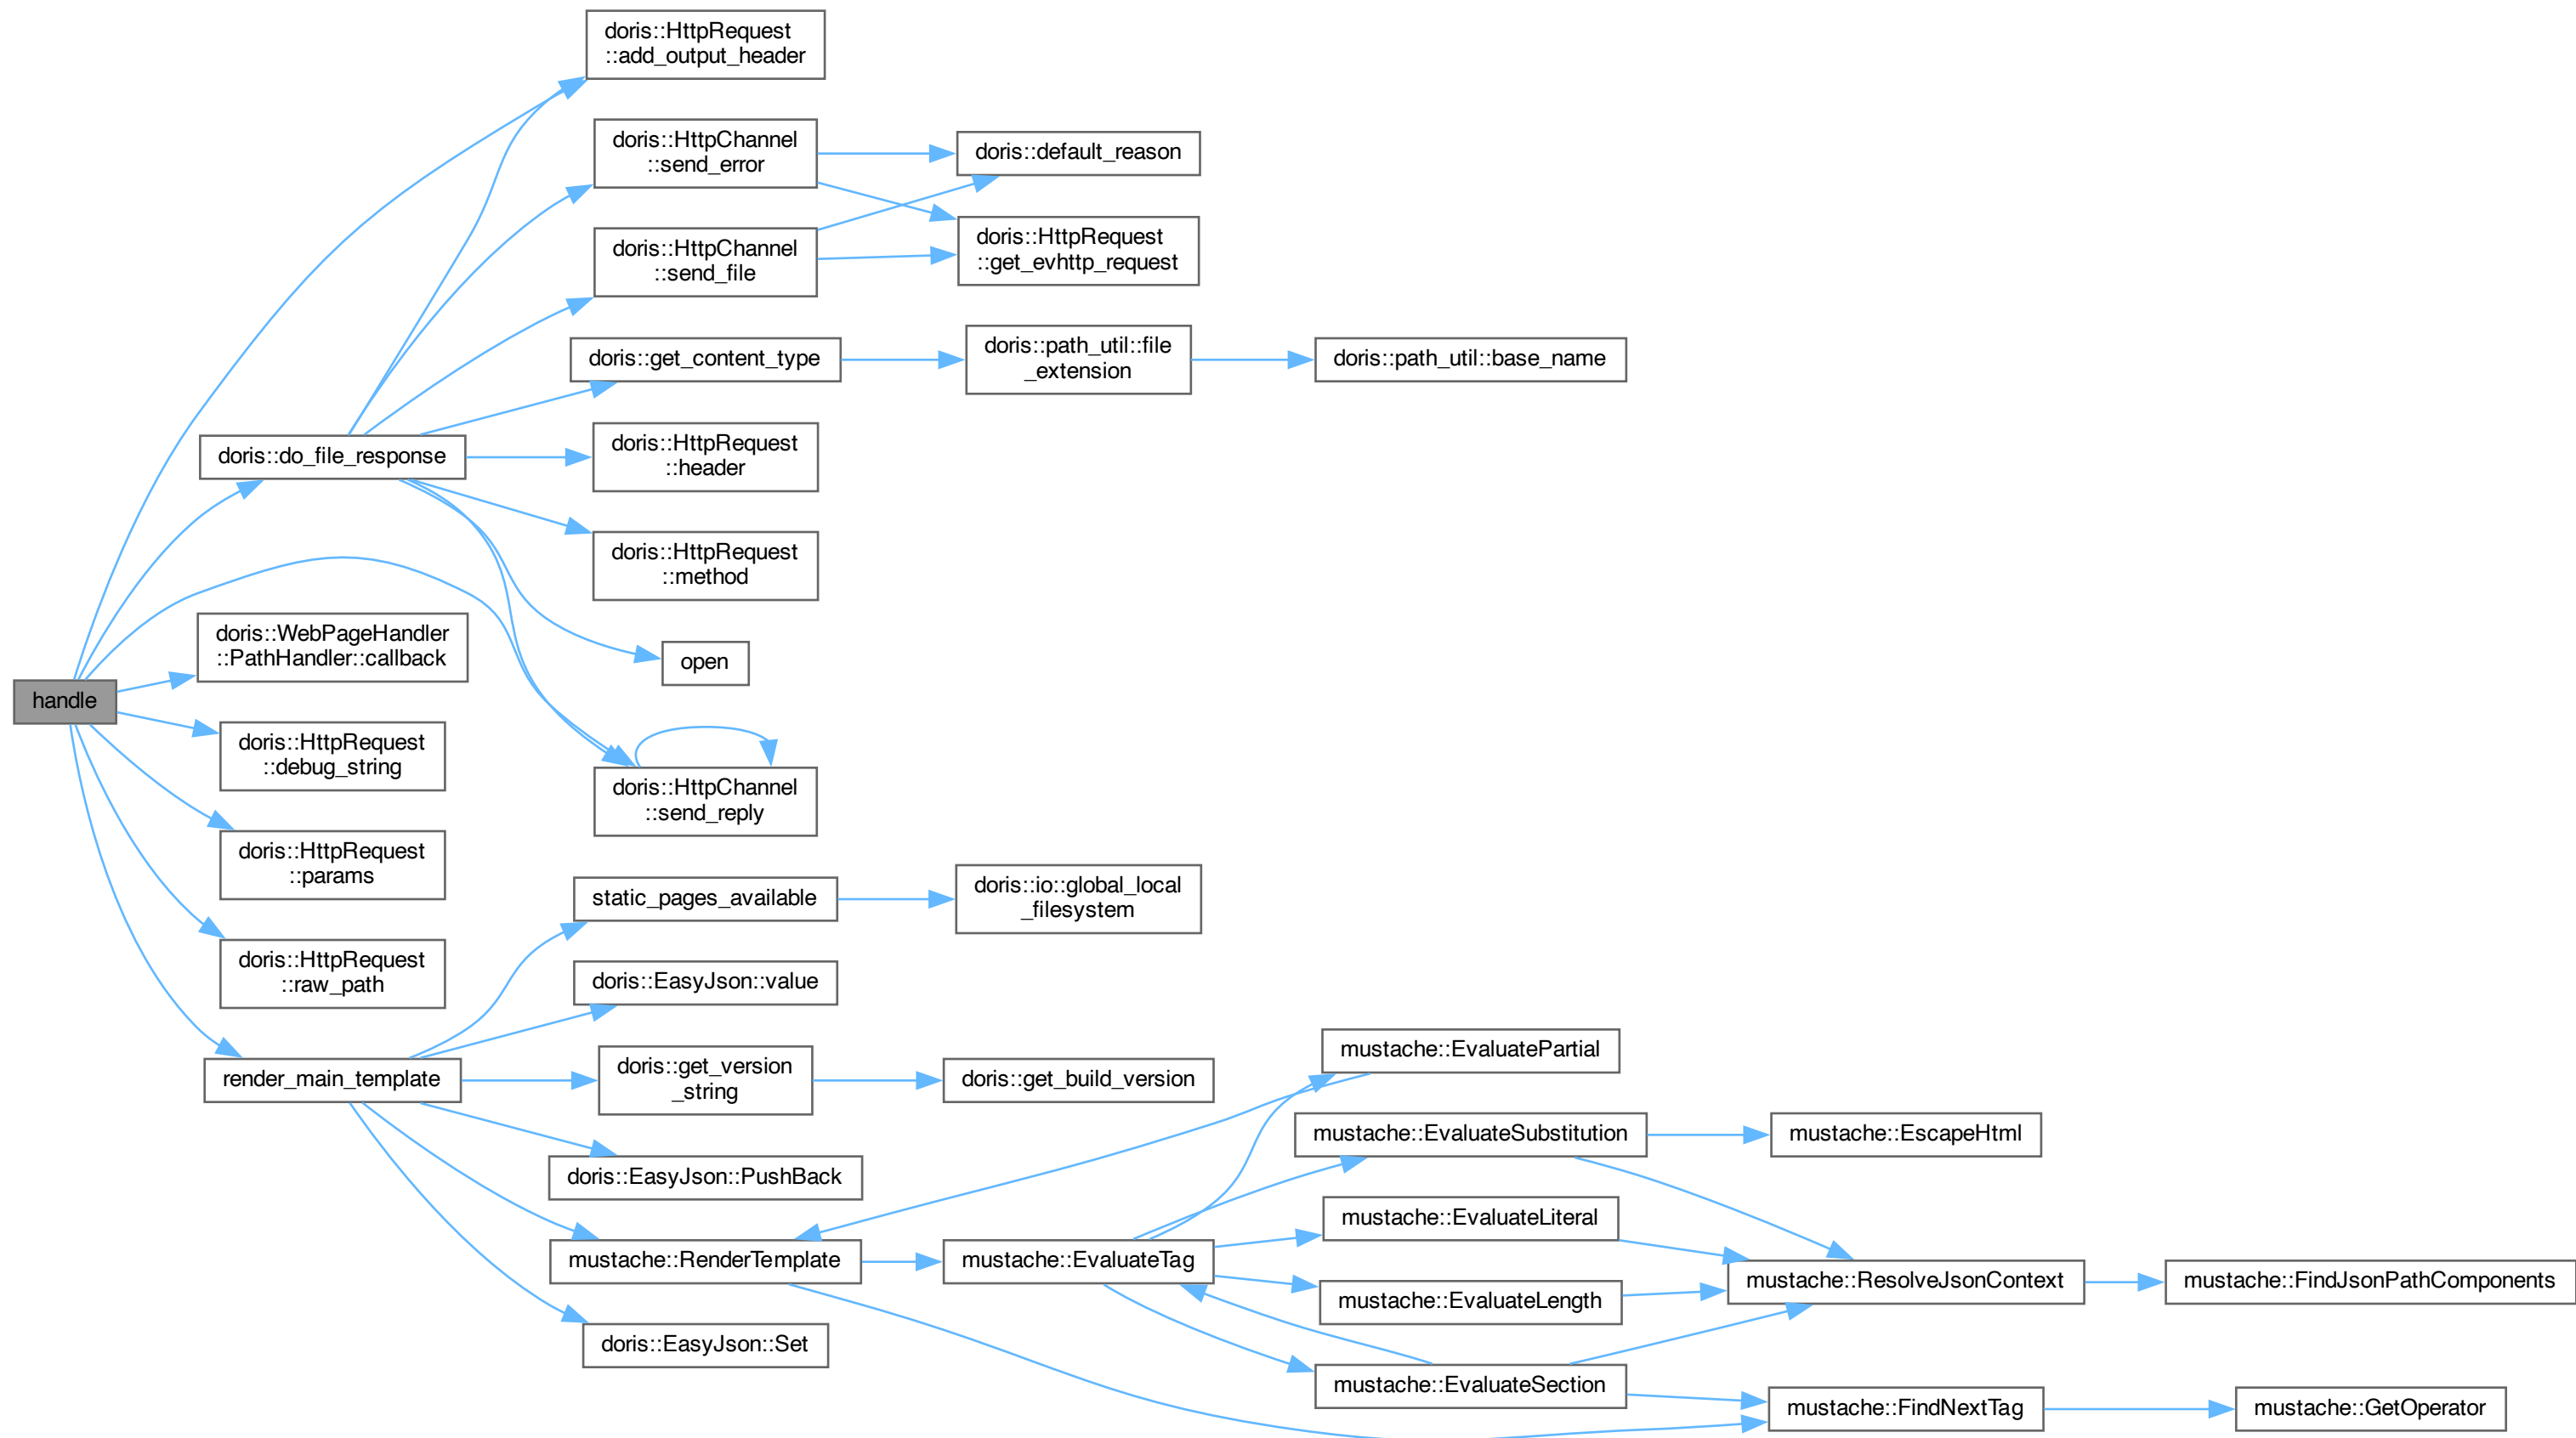 doris::HttpRequest
::add_output_header
doris::HttpChannel
::send_error
doris::default_reason
doris::HttpRequest
::get_evhttp_request
doris::HttpChannel
::send_file
doris::get_content_type
doris::path_util::file
_extension
doris::path_util::base_name
doris::do_file_response
doris::HttpRequest
::header
doris::HttpRequest
::method
doris::WebPageHandler
::PathHandler::callback
open
handle
doris::HttpRequest
::debug_string
doris::HttpChannel
::send_reply
doris::HttpRequest
::params
static_pages_available
doris::io::global_local
_filesystem
doris::HttpRequest
::raw_path
doris::EasyJson::value
render_main_template
doris::get_version
_string
doris::get_build_version
mustache::EvaluatePartial
doris::EasyJson::PushBack
mustache::EvaluateSubstitution
mustache::EscapeHtml
mustache::RenderTemplate
mustache::EvaluateTag
mustache::EvaluateLiteral
mustache::EvaluateLength
mustache::ResolveJsonContext
mustache::FindJsonPathComponents
doris::EasyJson::Set
mustache::EvaluateSection
mustache::FindNextTag
mustache::GetOperator